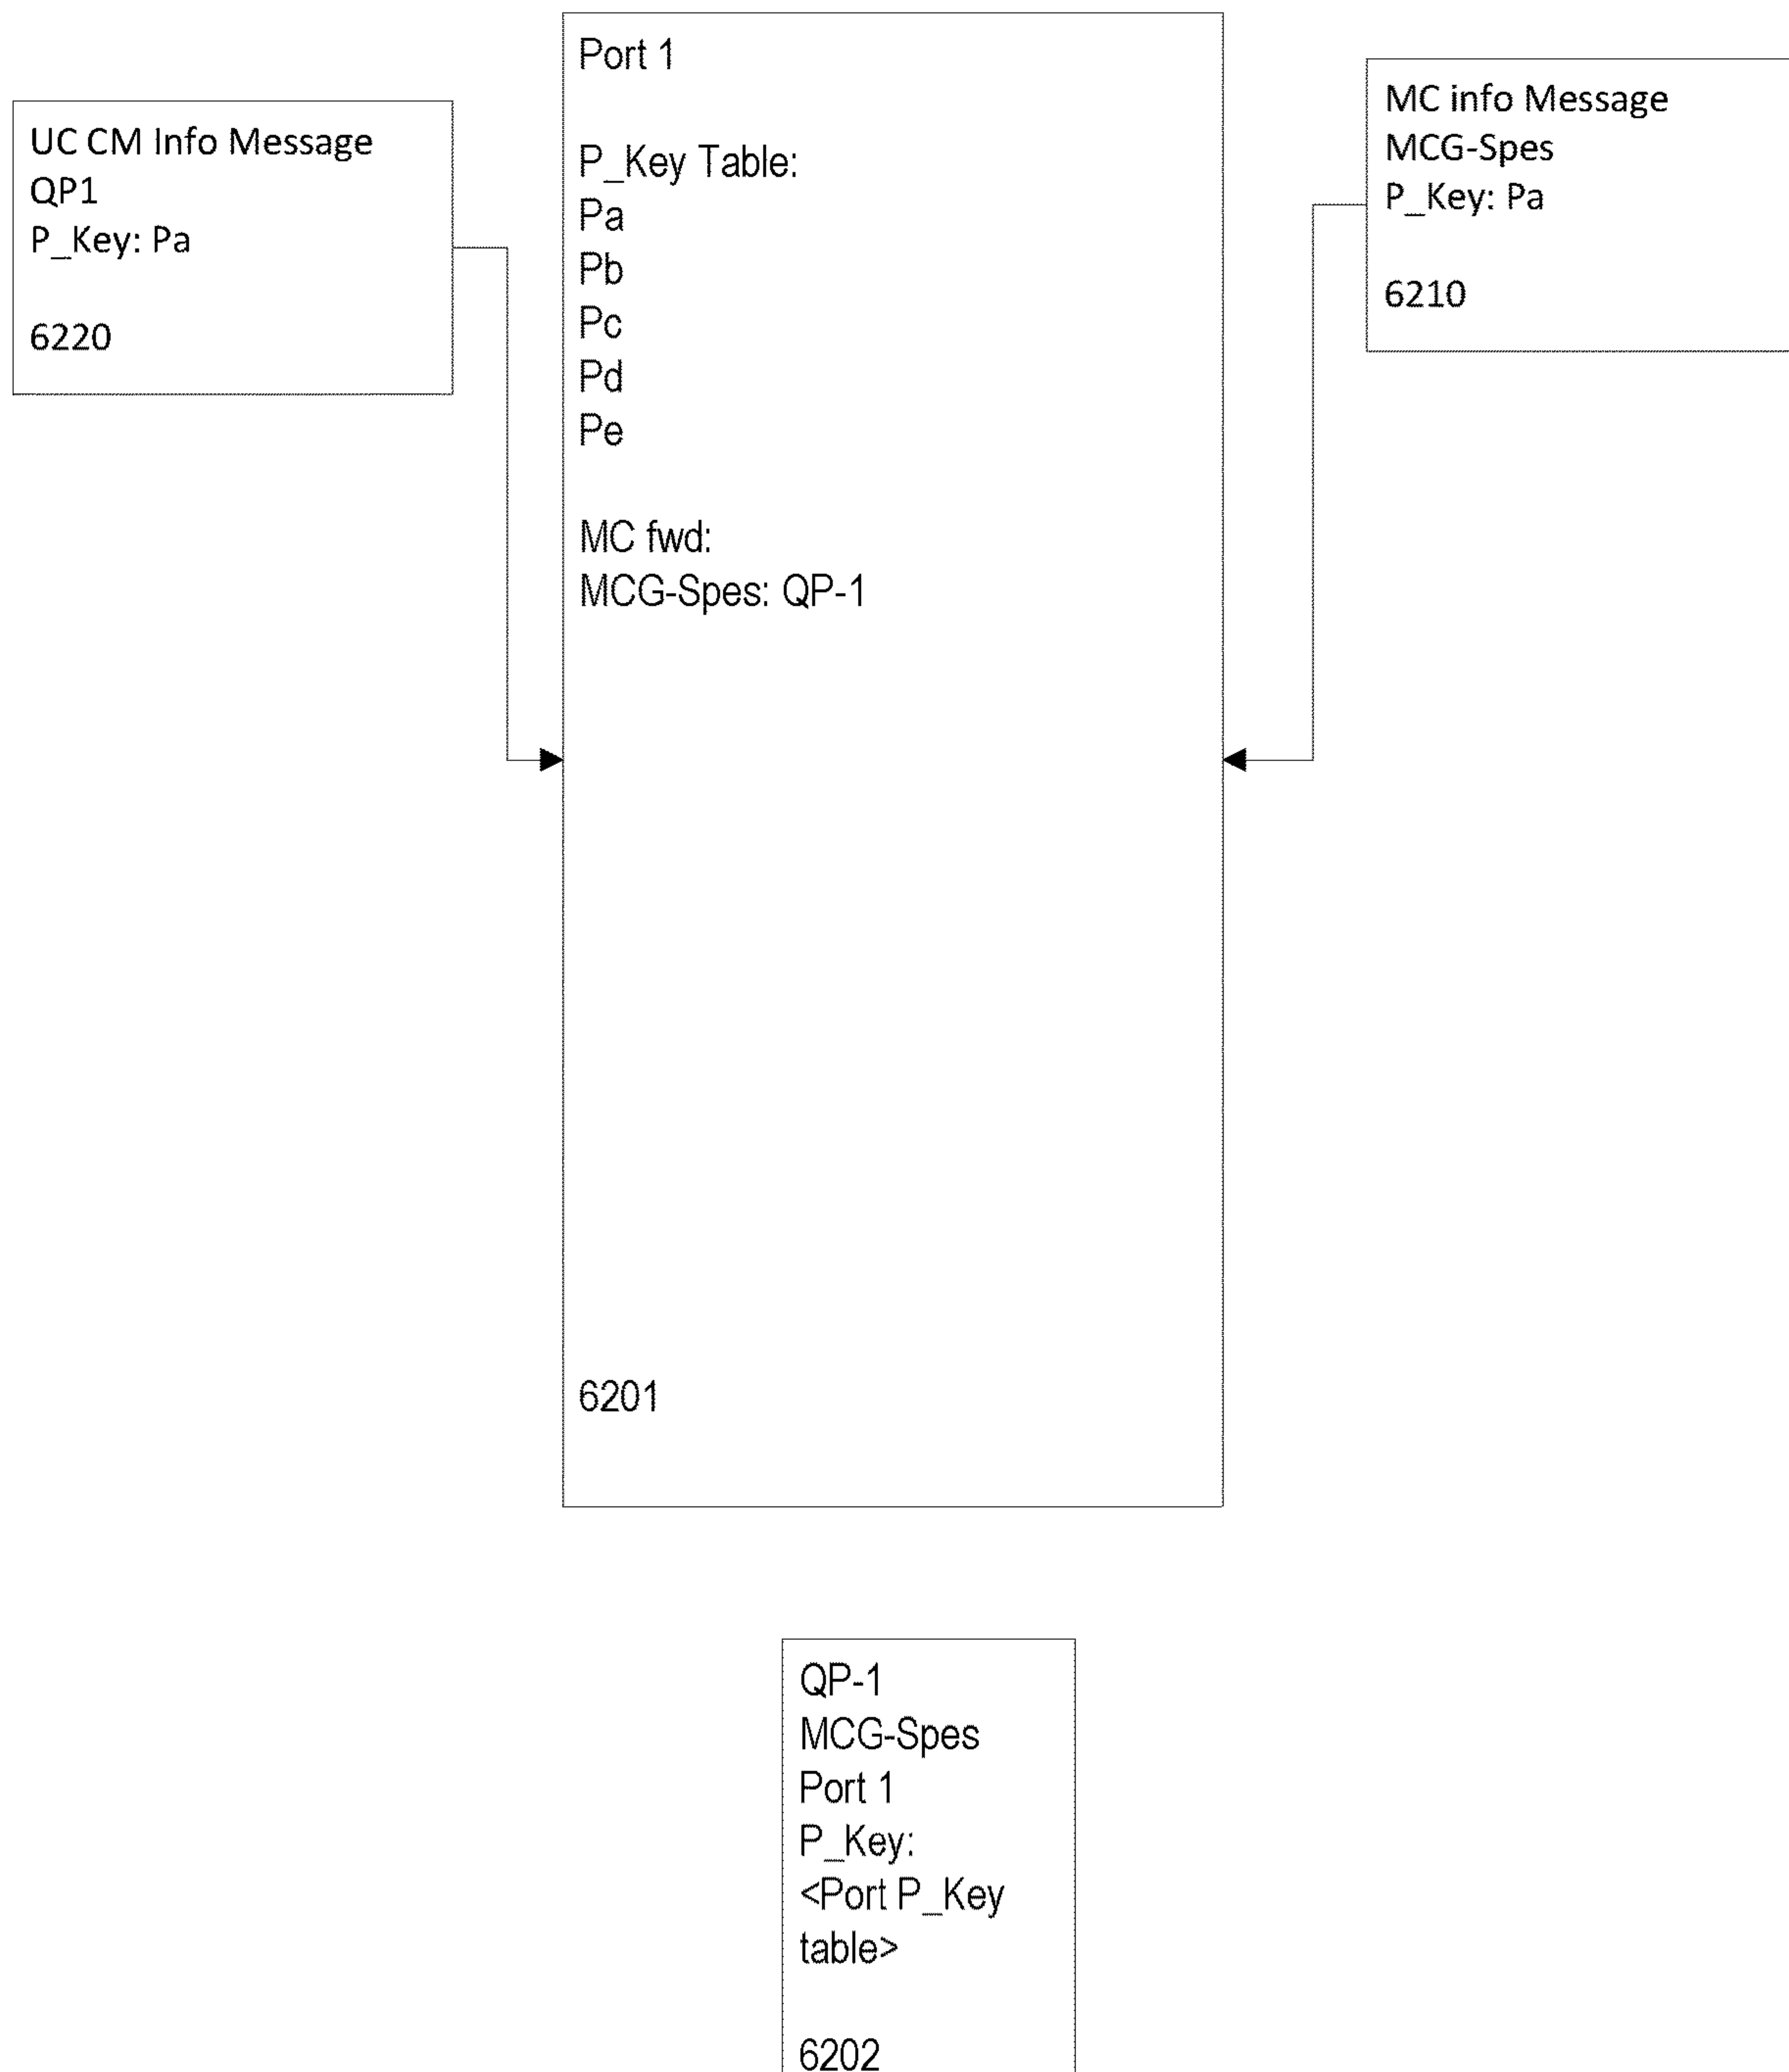 UC CM Info Message
QP1
P_Key: Pa
6220
Port 1
P_Key Table:
Pa
Pb
Pc
Pd
Pe
MC fwd:
MCG-Spes: QP-1
6201
MC info Message
MCG-Spes
P_Key: Pa
6210
QP-1
MCG-Spes
Port 1
P_Key:
<Port P_Key
table>
6202